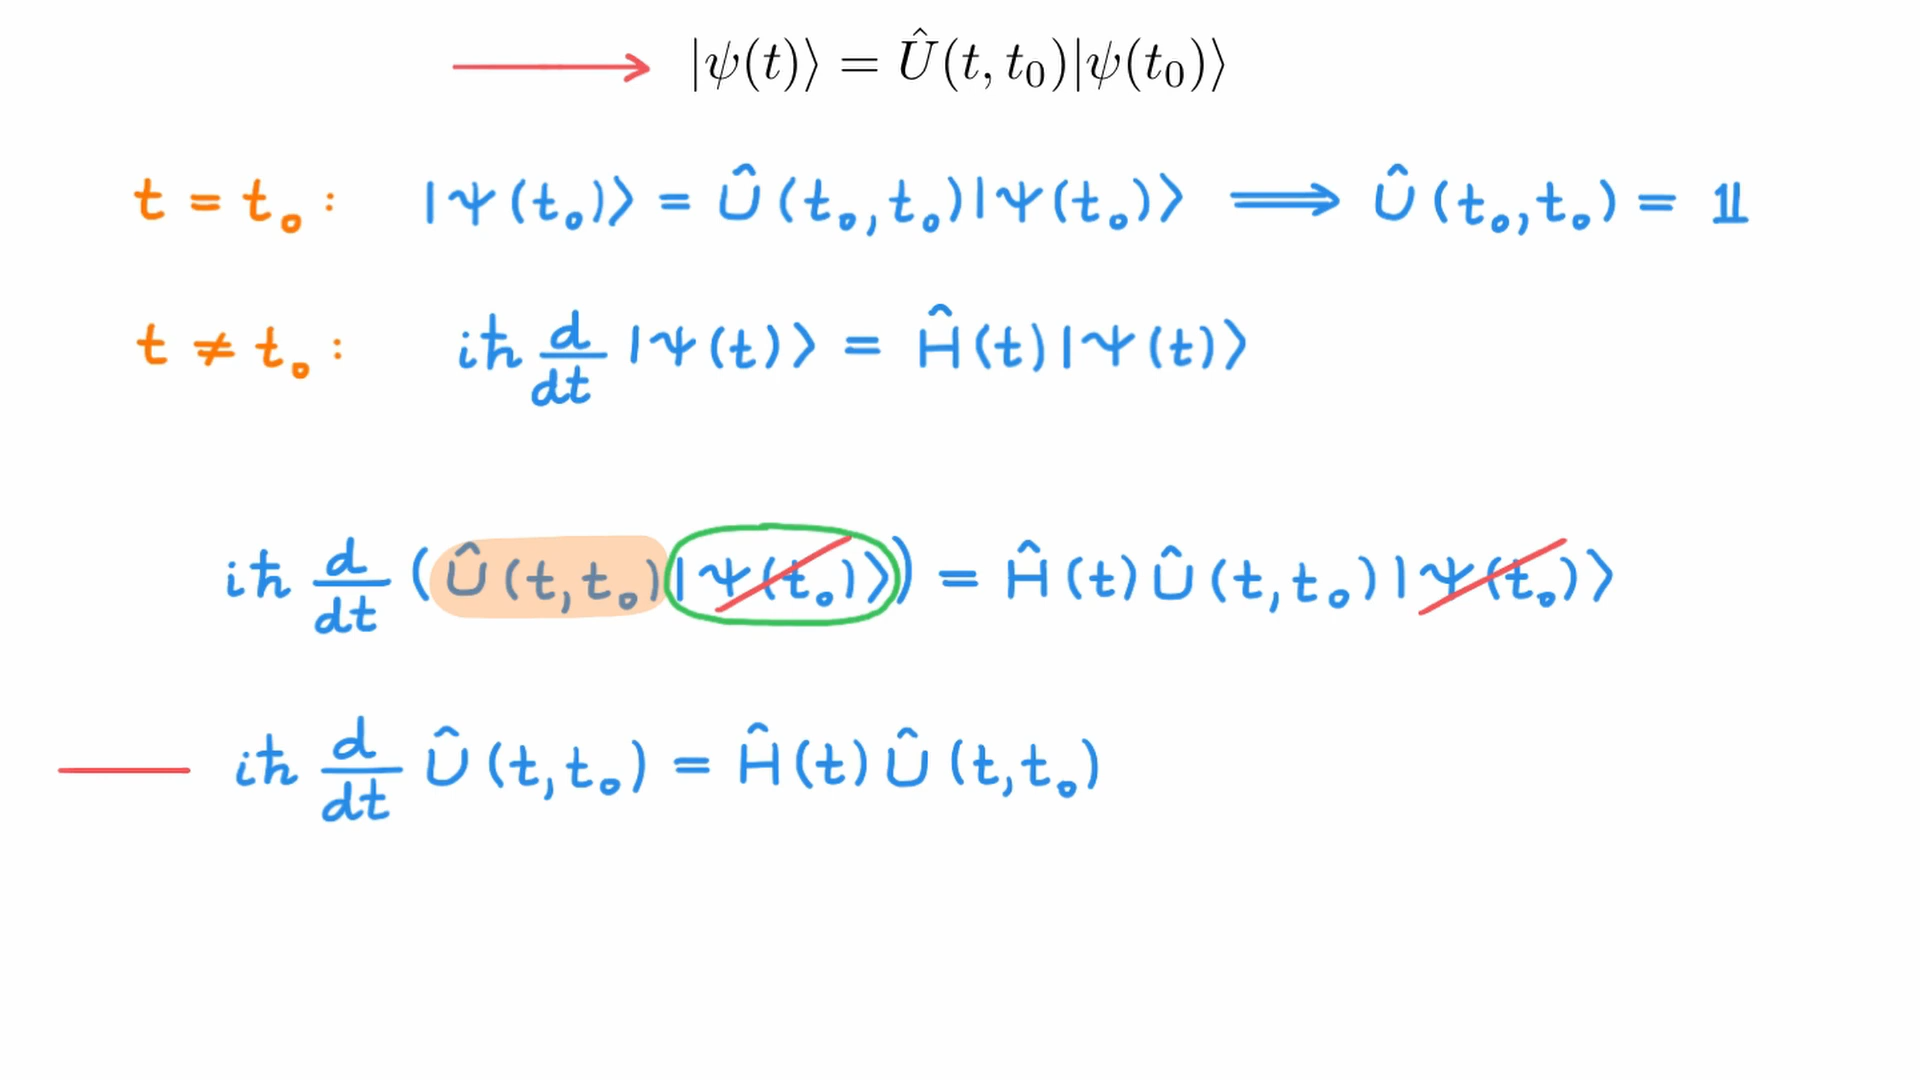 |ψ(t)⟩ = Û(t, t₀)|ψ(t₀)⟩
t = t₀ : |ψ(t₀)⟩ = Û(t₀,t₀)|ψ(t₀)⟩ ⟹ Û(t₀,t₀) = 𝟙
t ≠ t₀ : iħ d/dt |ψ(t)⟩ = Ĥ(t)|ψ(t)⟩
iħ d/dt (Û(t,t₀)|ψ(t₀)⟩) = Ĥ(t)Û(t,t₀)|ψ(t₀)⟩
iħ d/dt Û(t,t₀) = Ĥ(t)Û(t,t₀)